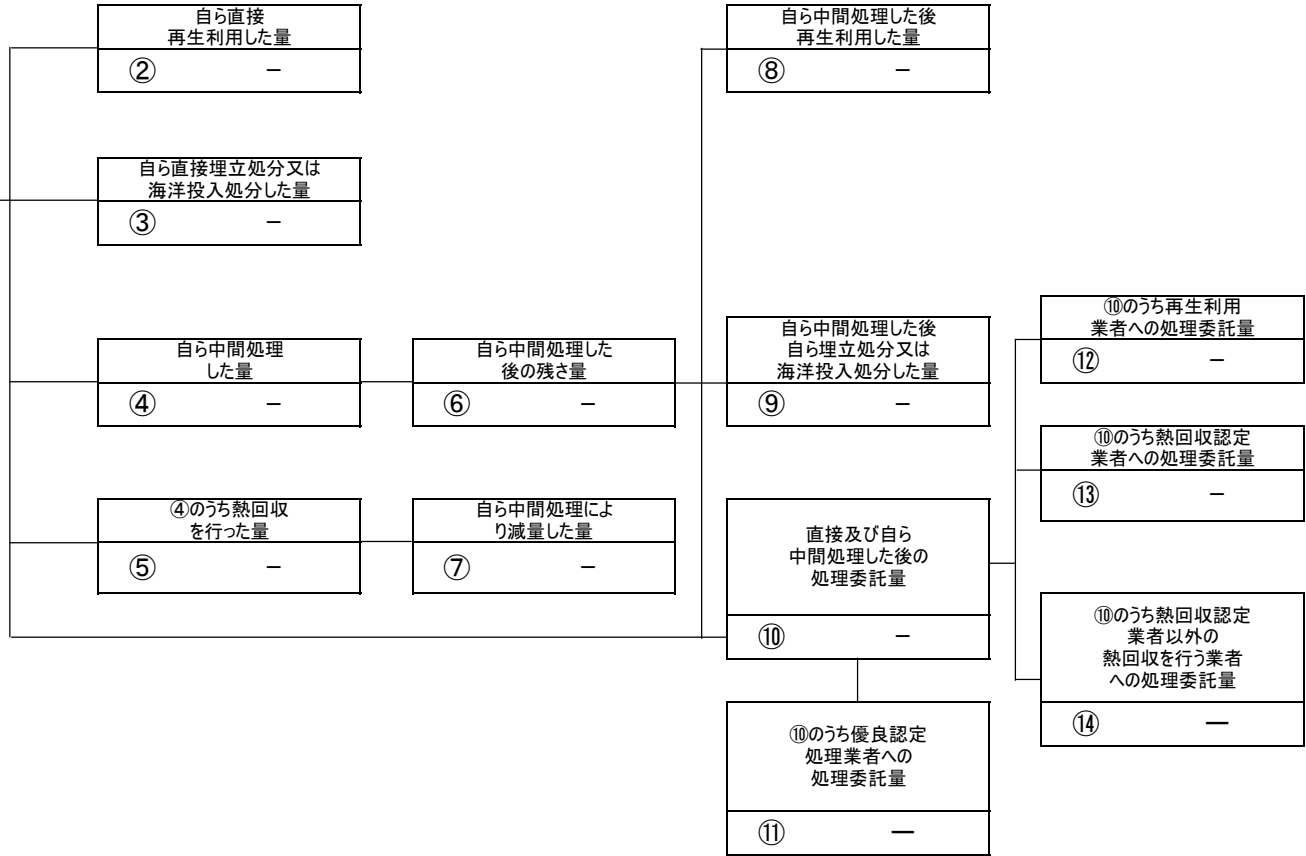 自ら直接
再生利用した量
② −
自ら中間処理した後
再生利用した量
⑧ −
自ら直接埋立処分又は
海洋投入処分した量
③ −
自ら中間処理
した量
④ −
自ら中間処理した
後の残さ量
⑥ −
自ら中間処理した後
自ら埋立処分又は
海洋投入処分した量
⑨ −
⑩のうち再生利用
業者への処理委託量
⑫ −
⑩のうち熱回収認定
業者への処理委託量
⑬ −
④のうち熱回収
を行った量
⑤ −
自ら中間処理によ
り減量した量
⑦ −
直接及び自ら
中間処理した後の
処理委託量
⑩ −
⑩のうち熱回収認定
業者以外の
熱回収を行う業者
への処理委託量
⑭ ー
⑩のうち優良認定
処理業者への
処理委託量
⑪ ー